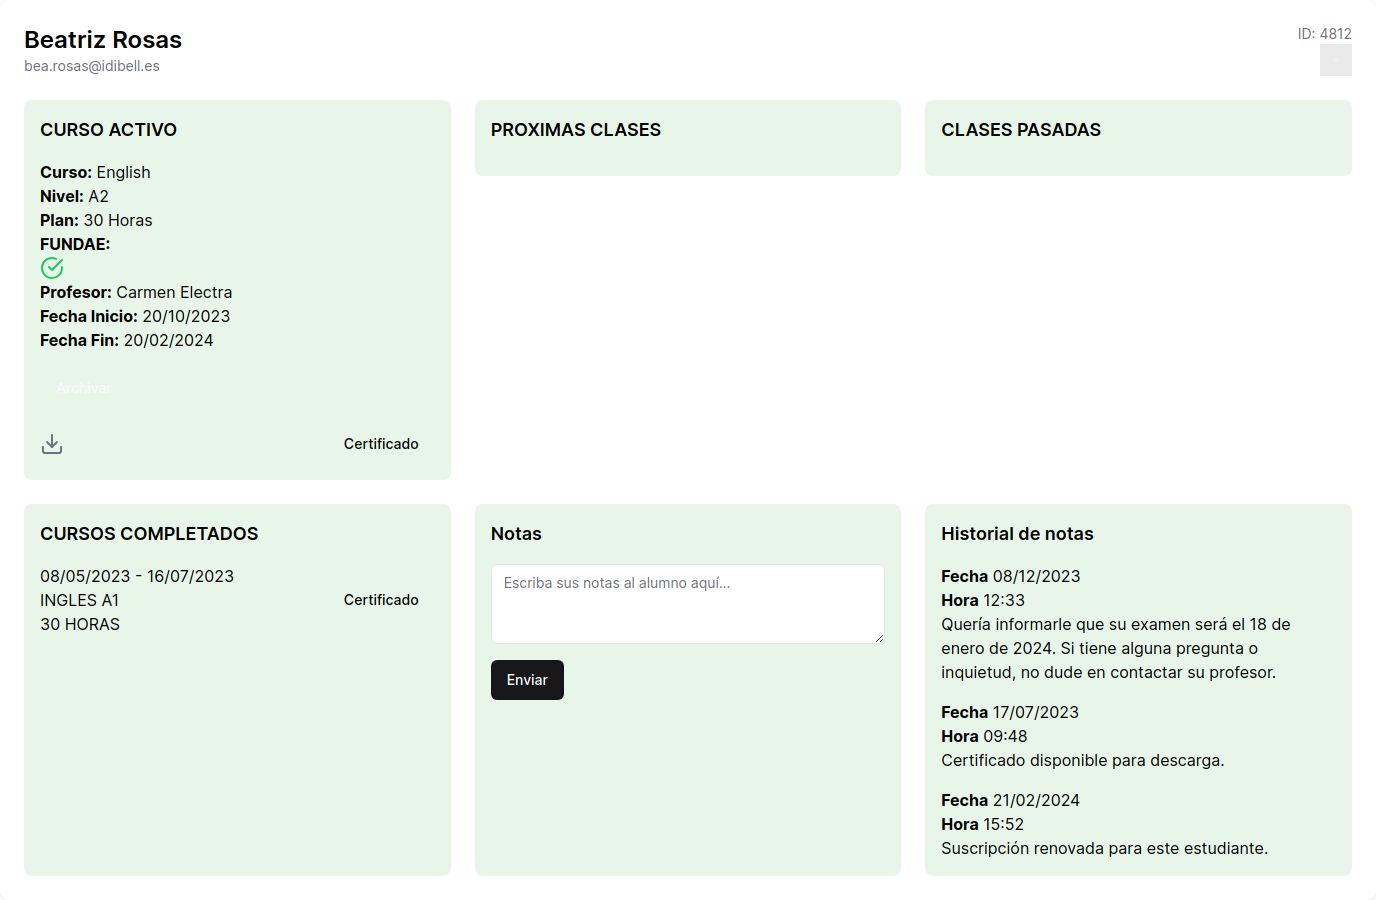 Beatriz Rosas
bea.rosas@idibell.es
ID: 4812
CURSO ACTIVO
Curso: English
Nivel: A2
Plan: 30 Horas
FUNDAE:
Profesor: Carmen Electra
Fecha Inicio: 20/10/2023
Fecha Fin: 20/02/2024
Archivar
Certificado
PROXIMAS CLASES
CLASES PASADAS
CURSOS COMPLETADOS
08/05/2023 - 16/07/2023
INGLES A1
30 HORAS
Certificado
Notas
Escriba sus notas al alumno aquí...
Enviar
Historial de notas
Fecha 08/12/2023
Hora 12:33
Quería informarle que su examen será el 18 de
enero de 2024. Si tiene alguna pregunta o
inquietud, no dude en contactar su profesor.
Fecha 17/07/2023
Hora 09:48
Certificado disponible para descarga.
Fecha 21/02/2024
Hora 15:52
Suscripción renovada para este estudiante.